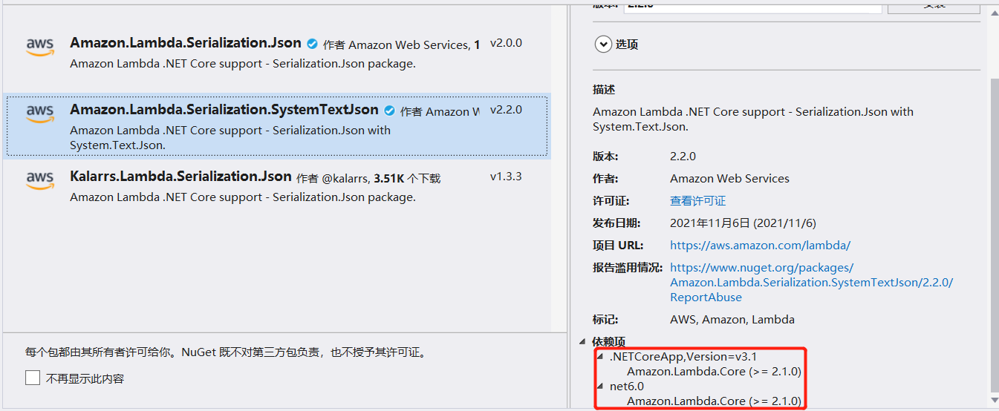 aws
Amazon.Lambda.Serialization.Json 作者 Amazon Web Services, 1 v2.0.0
Amazon Lambda .NET Core support - Serialization.Json package.
aws
Amazon.Lambda.Serialization.SystemTextJson 作者 Amazon W v2.2.0
Amazon Lambda .NET Core support - Serialization.Json with
System.Text.Json.
aws
Kalarrs.Lambda.Serialization.Json 作者 @kalarrs, 3.51K 个下载 v1.3.3
Amazon Lambda .NET Core support - Serialization.Json package.
每个包都由其所有者许可给你。NuGet 既不对第三方包负责，也不授予其许可证。
不再显示此内容
版本: 2.2.0 安装
选项
描述
Amazon Lambda .NET Core support - Serialization.Json with
System.Text.Json.
版本: 2.2.0
作者: Amazon Web Services
许可证: 查看许可证
发布日期: 2021年11月6日 (2021/11/6)
项目 URL: https://aws.amazon.com/lambda/
报告滥用情况: https://www.nuget.org/packages/
Amazon.Lambda.Serialization.SystemTextJson/2.2.0/
ReportAbuse
标记: AWS, Amazon, Lambda
依赖项
.NETCoreApp,Version=v3.1
Amazon.Lambda.Core (>= 2.1.0)
net6.0
Amazon.Lambda.Core (>= 2.1.0)